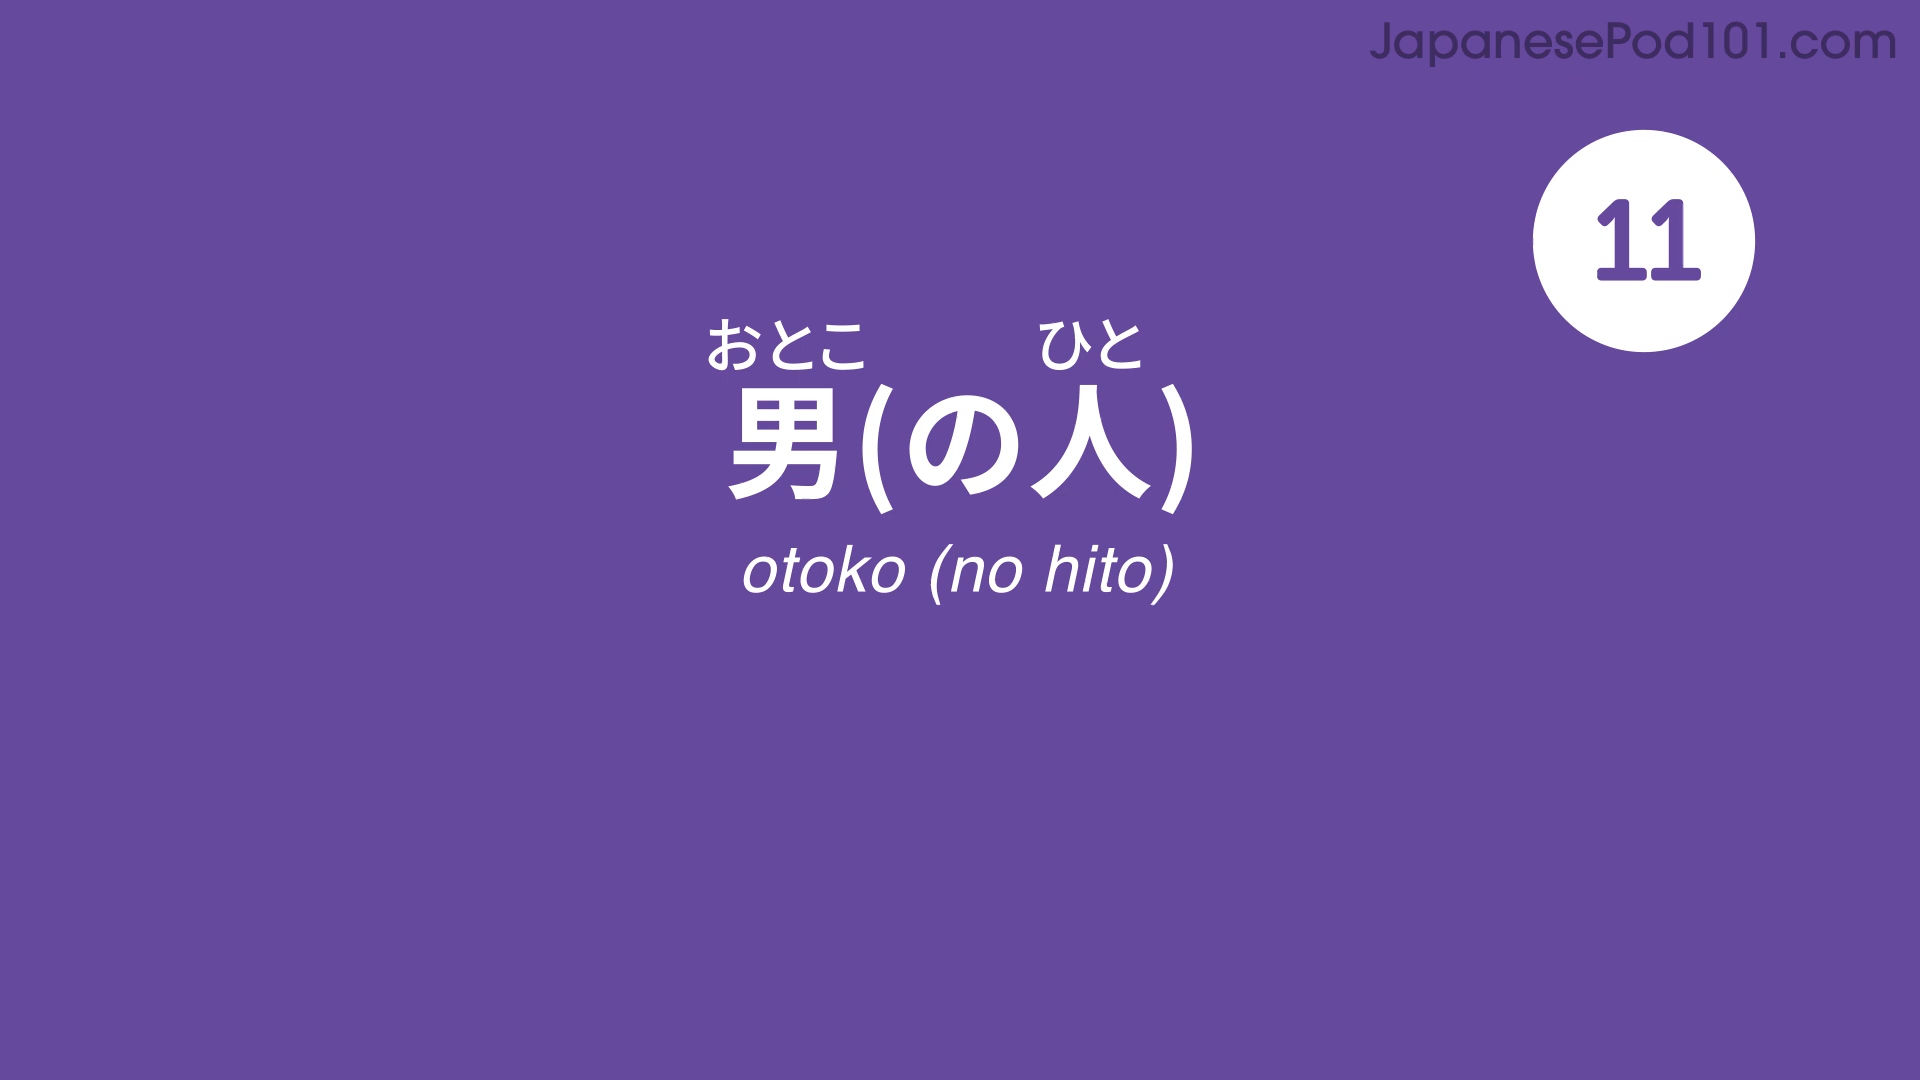 JapanesePod101.com
11
おとこ ひと
男(の人)
otoko (no hito)